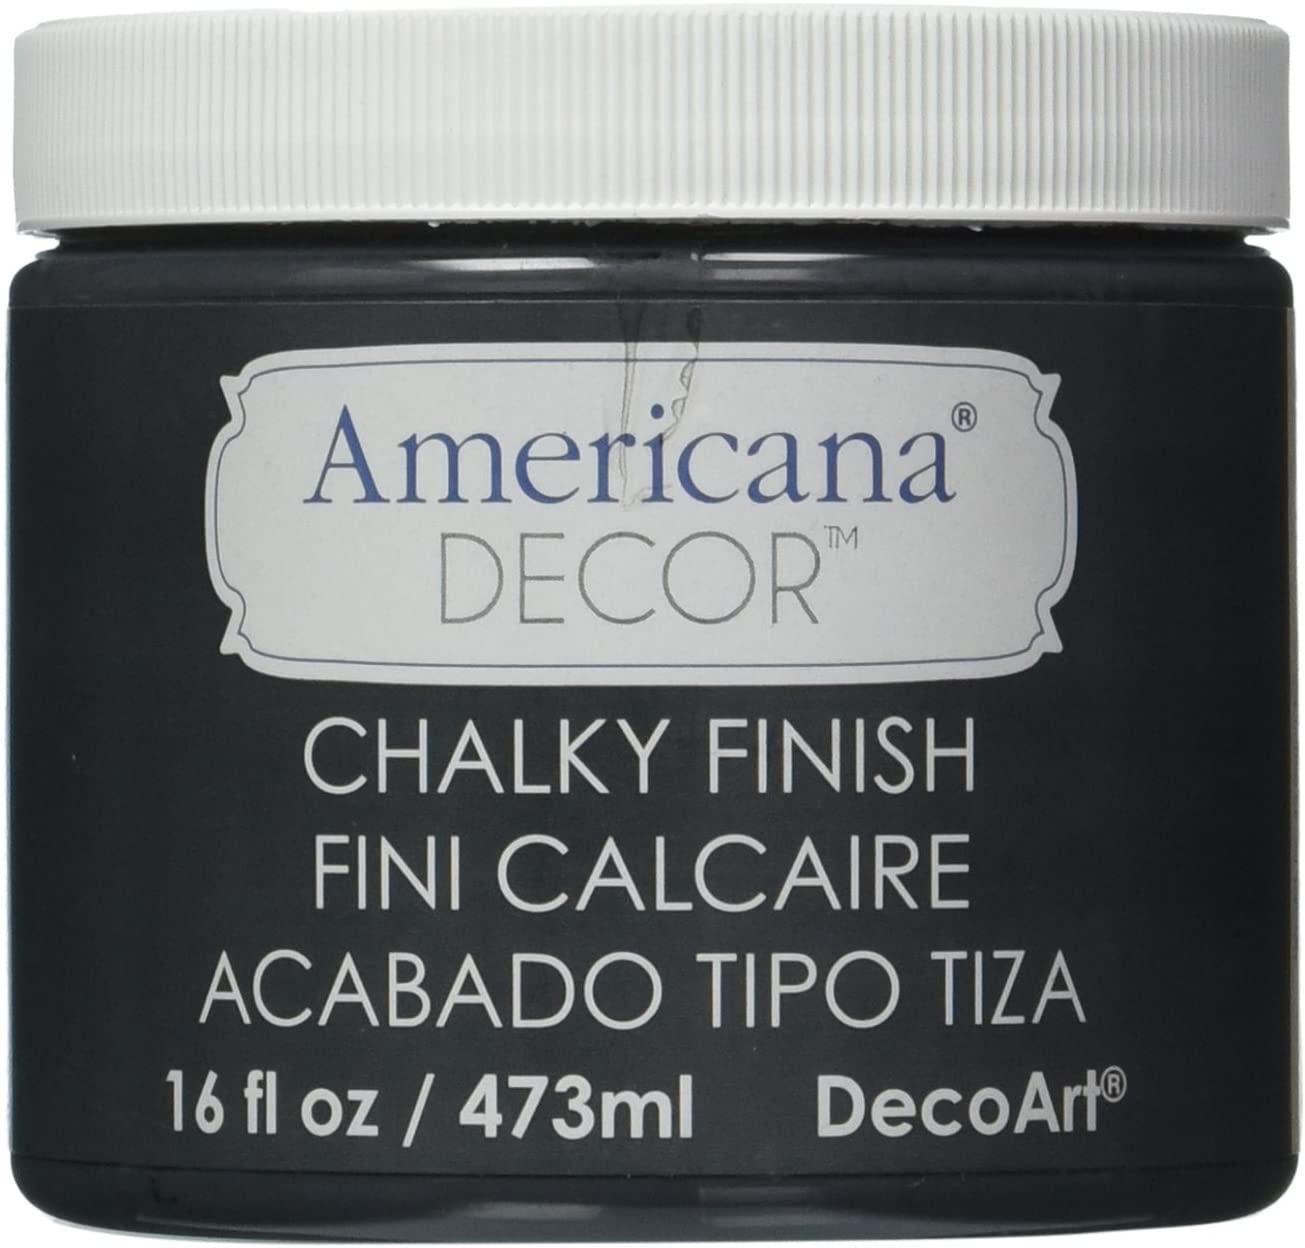 Americana®
DECOR™
CHALKY FINISH
FINI CALCAIRE
ACABADO TIPO TIZA
16 fl oz / 473ml DecoArt®